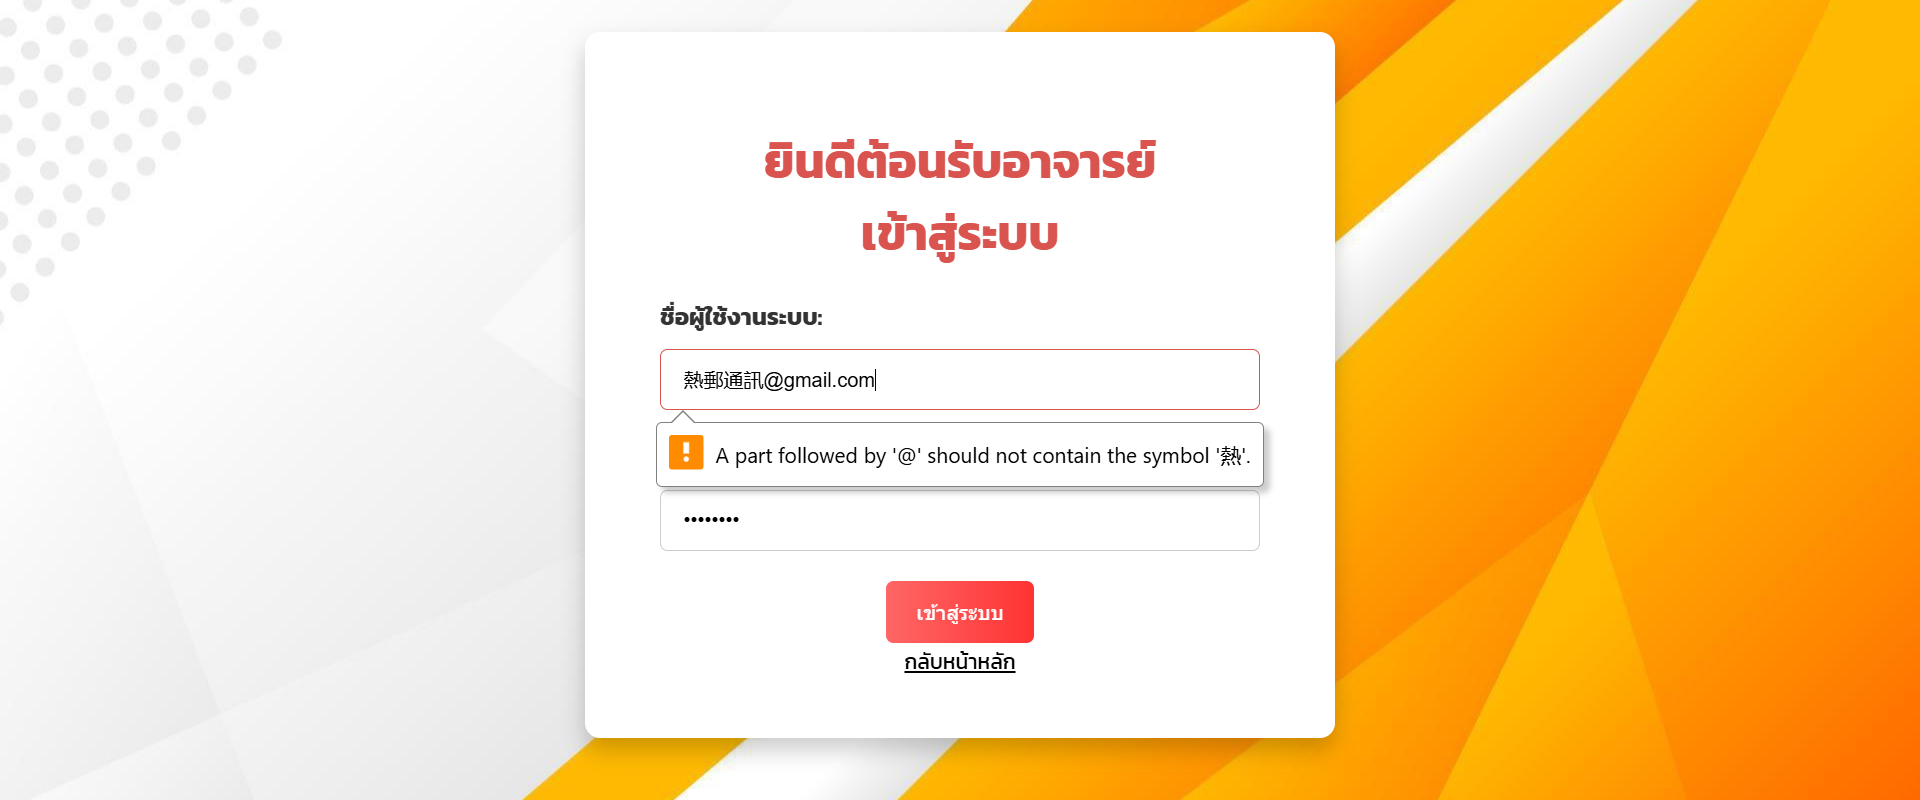 ยินดีต้อนรับอาจารย์
เข้าสู่ระบบ
ชื่อผู้ใช้งานระบบ:
熱郵通訊@gmail.com
A part followed by '@' should not contain the symbol '熱'.
••••••••
เข้าสู่ระบบ
กลับหน้าหลัก